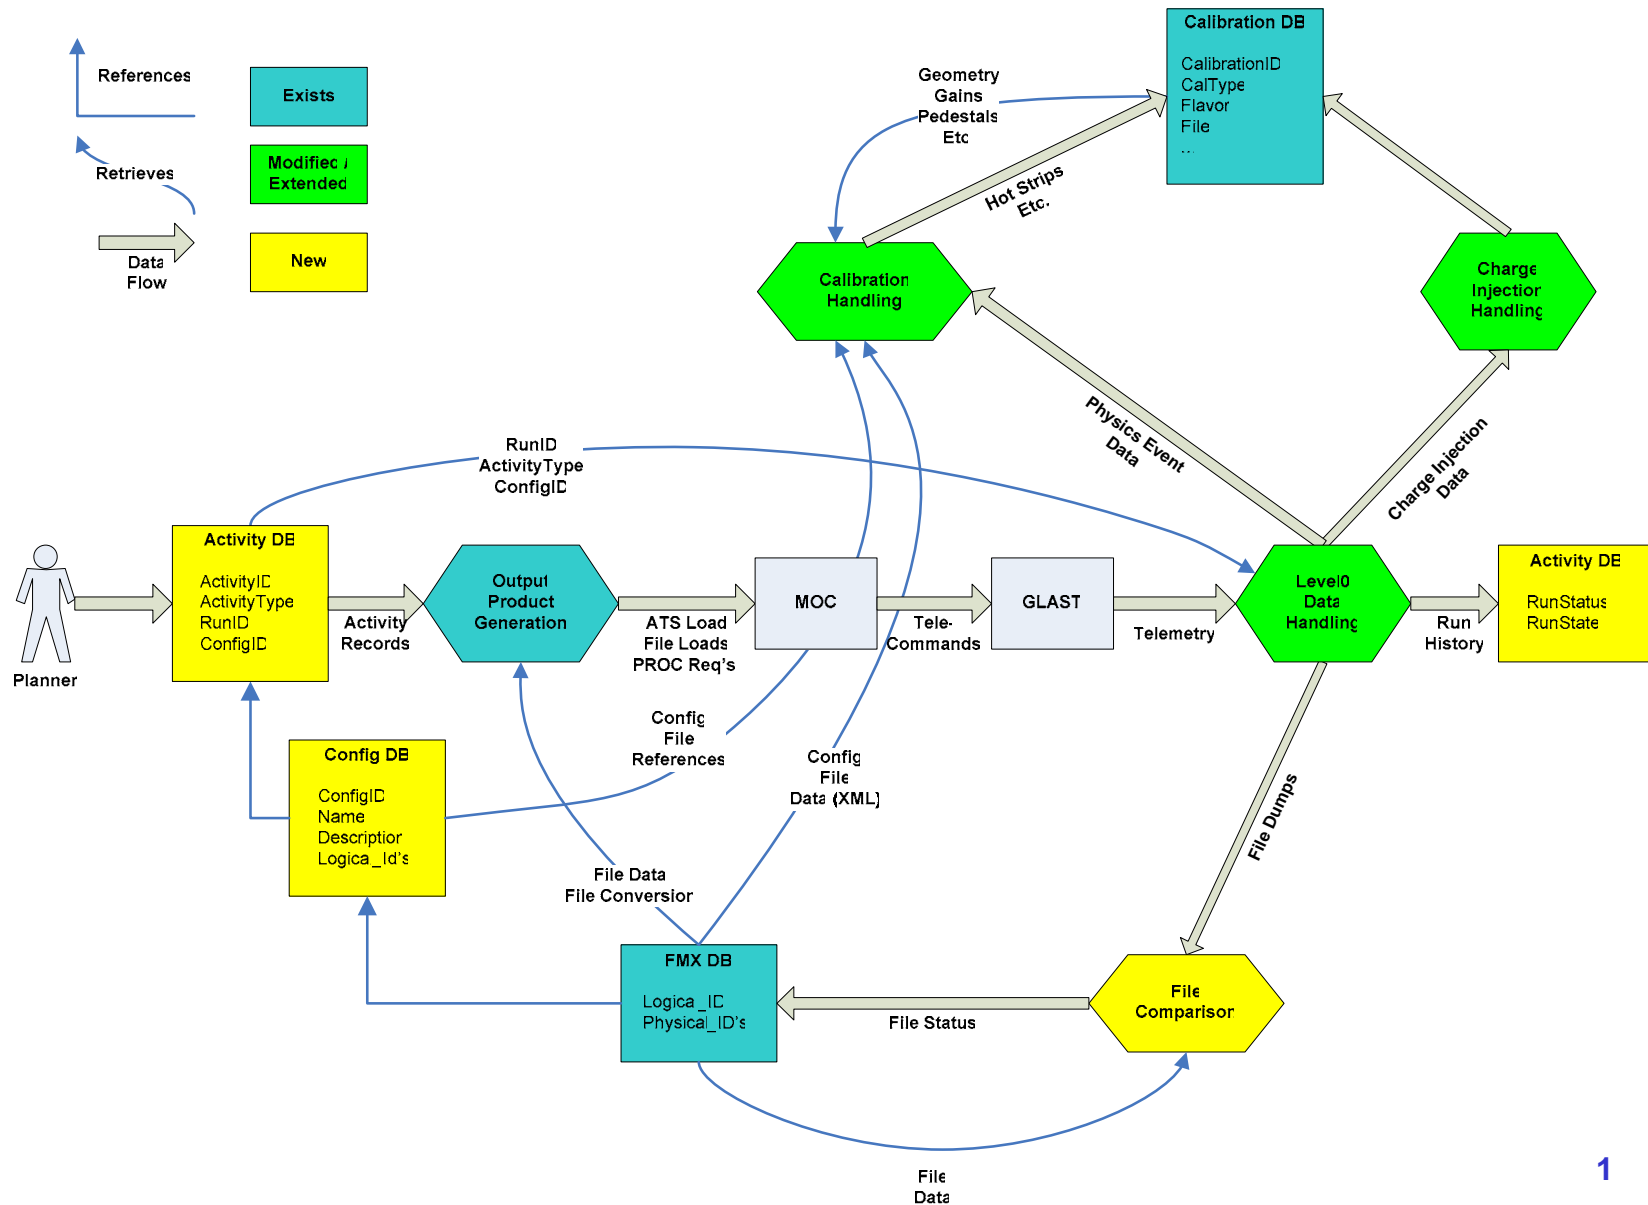 References
Exists
Modified /
Extended
Retrieves
Data
Flow
New
Calibration DB
CalibrationID
CalType
Flavor
File
...
Geometry
Gains
Pedestals
Etc
Hot Strips
Etc.
Calibration
Handling
Charge
Injection
Handling
Physics Event
Data
Charge Injection
Data
RunID
ActivityType
ConfigID
Planner
Activity DB
ActivityID
ActivityType
RunID
ConfigID
Activity
Records
Output
Product
Generation
ATS Load
File Loads
PROC Req's
MOC
Tele-
Commands
GLAST
Telemetry
Level0
Data
Handling
Run
History
Activity DB
RunStatus
RunState
Config DB
ConfigID
Name
Description
Logical_Id's
Config
File
References
Config
File
Data (XML)
File Dumps
File Data
File Conversion
FMX DB
Logical_ID
Physical_ID's
File Status
File
Comparison
File
Data
1